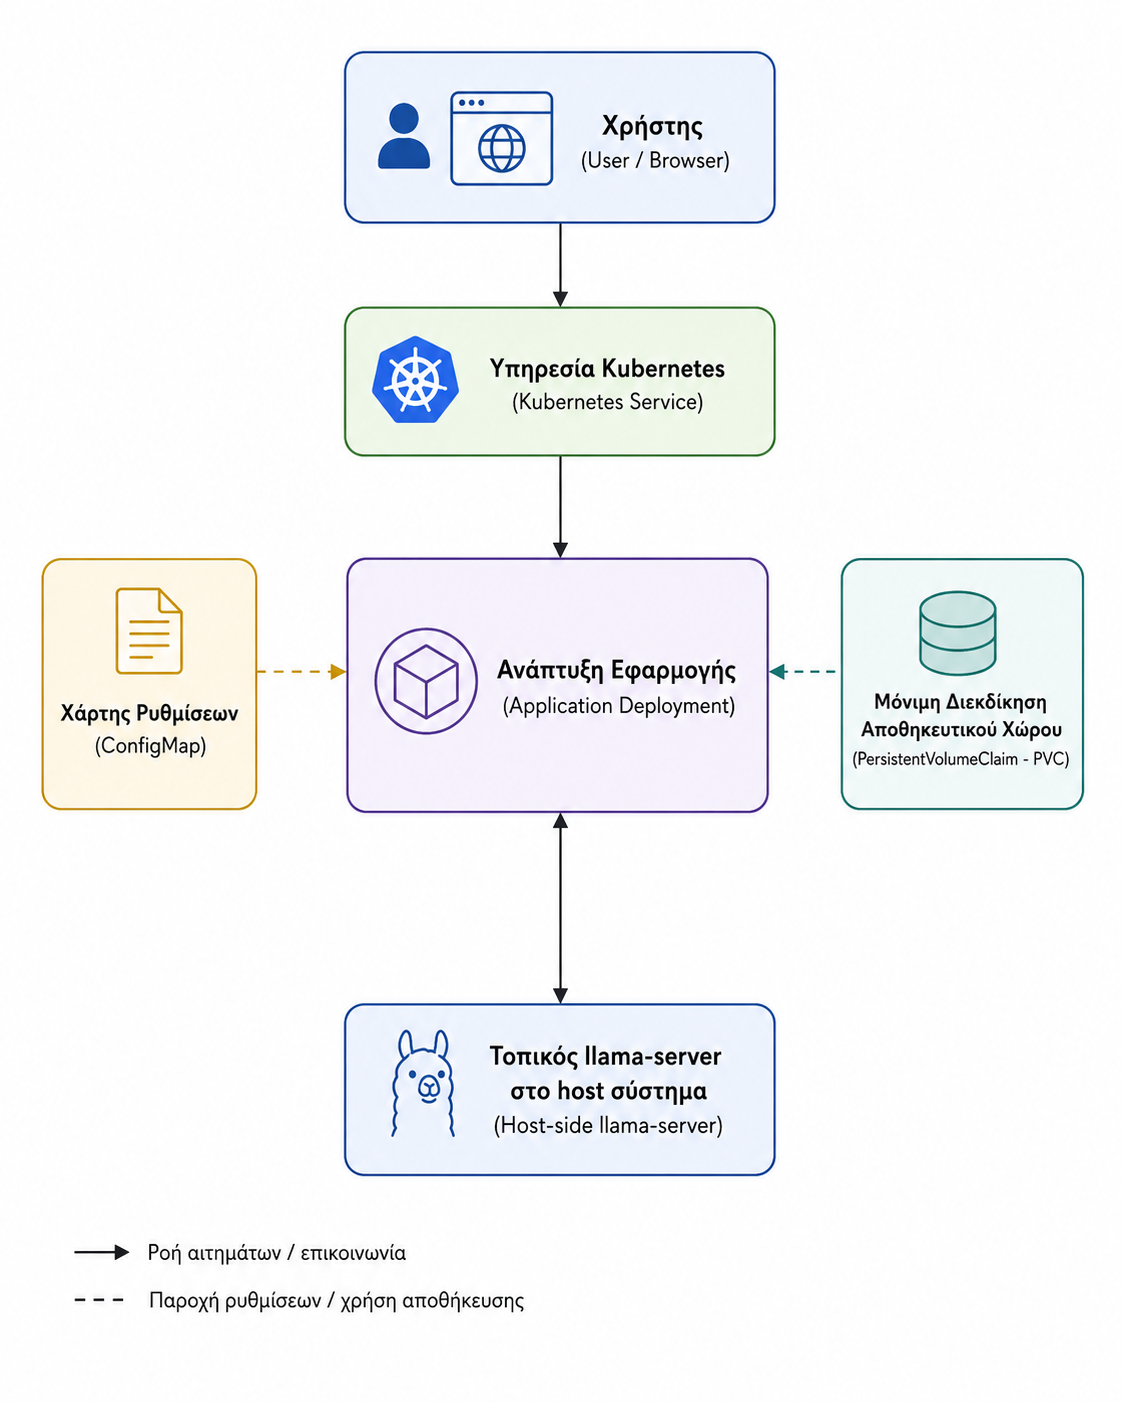 Χρήστης
(User / Browser)
Υπηρεσία Kubernetes
(Kubernetes Service)
Χάρτης Ρυθμίσεων
(ConfigMap)
Ανάπτυξη Εφαρμογής
(Application Deployment)
Μόνιμη Διεκδίκηση
Αποθηκευτικού Χώρου
(PersistentVolumeClaim - PVC)
Τοπικός llama-server
στο host σύστημα
(Host-side llama-server)
Ροή αιτημάτων / επικοινωνία
Παροχή ρυθμίσεων / χρήση αποθήκευσης